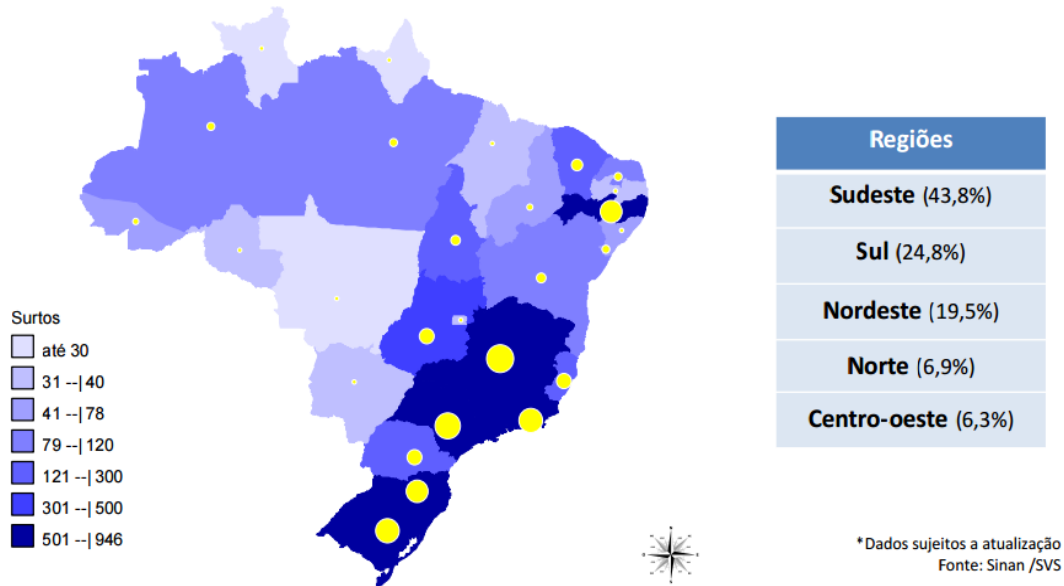 Regiões
Sudeste (43,8%)
Sul (24,8%)
Nordeste (19,5%)
Norte (6,9%)
Centro-oeste (6,3%)
Surtos
até 30
31 --| 40
41 --| 78
79 --| 120
121 --| 300
301 --| 500
501 --| 946
*Dados sujeitos a atualização
Fonte: Sinan /SVS